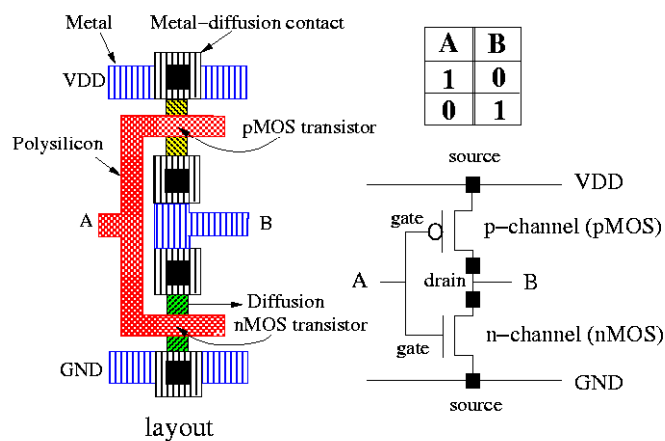 Metal
Metal-diffusion contact
VDD
pMOS transistor
Polysilicon
A
B
Diffusion
nMOS transistor
GND
layout
A B
1 0
0 1
source
VDD
gate
p-channel (pMOS)
A
drain
B
n-channel (nMOS)
gate
GND
source